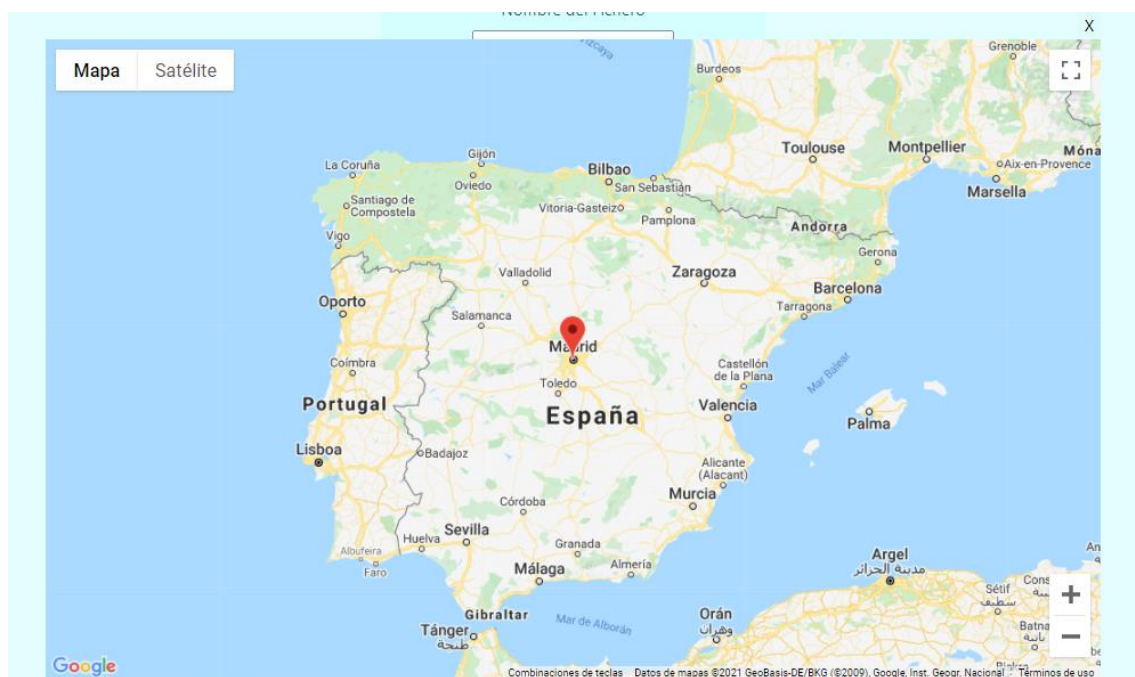 Nombre del Fichero
X
Mapa
Satélite
Grenoble
Burdeos
Toulouse
Montpellier
Móna
Aix-en-Provence
Marsella
La Coruña
Gijón
Oviedo
Bilbao
San Sebastián
Santiago de
Compostela
Vitoria-Gasteiz
Pamplona
Andorra
Vigo
Gerona
Valladolid
Zaragoza
Barcelona
Oporto
Salamanca
Tarragona
Madrid
Coímbra
Castellón
de la Plana
Mar Balear
Toledo
Portugal
España
Valencia
Palma
Lisboa
Badajoz
Alicante
(Alacant)
Murcia
Córdoba
Sevilla
Huelva
Granada
Albufeira
Faro
Almería
Málaga
Argel
مدينة الجزائر
Sétif
سطيف
Cons
Gibraltar
Mar de Alborán
Orán
وهران
Tánger
طنجة
Batna
باتنة
Google
Combinaciones de teclas
Datos de mapas ©2021 GeoBasis-DE/BKG (©2009), Google, Inst. Geogr. Nacional
Términos de uso